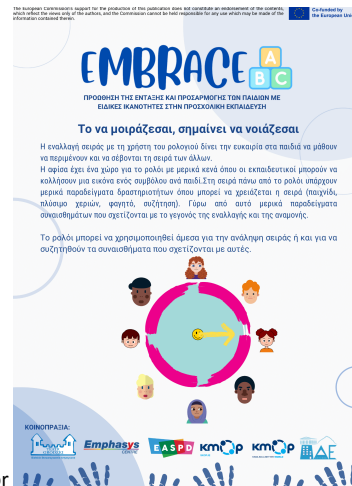 The European Commission's support for the production of this publication does not constitute an endorsement of the contents,
which reflect the views only of the authors, and the Commission cannot be held responsible for any use which may be made of the
information contained therein.
Co-funded by
the European Union
EMBRACE
A
B C
ΠΡΟΩΘΗΣΗ ΤΗΣ ΕΝΤΑΞΗΣ ΚΑΙ ΠΡΟΣΑΡΜΟΓΗΣ ΤΩΝ ΠΑΙΔΙΩΝ ΜΕ
ΕΙΔΙΚΕΣ ΙΚΑΝΟΤΗΤΕΣ ΣΤΗΝ ΠΡΟΣΧΟΛΙΚΗ ΕΚΠΑΙΔΕΥΣΗ
Το να μοιράζεσαι, σημαίνει να νοιάζεσαι
Η εναλλαγή σειράς με τη χρήστη του ρολογιού δίνει την ευκαιρία στα παιδιά να μάθουν
να περιμένουν και να σέβονται τη σειρά των άλλων.
Η αφίσα έχει ένα χώρο για το ρολόι με μερικά κενά όπου οι εκπαιδευτικοί μπορούν να
κολλήσουν μια εικόνα ενός συμβόλου ανά παιδί.Στη σειρά πάνω από το ρολόι υπάρχουν
μερικά παραδείγματα δραστηριοτήτων όπου μπορεί να χρειάζεται η σειρά (παιχνίδι,
πλύσιμο χεριών, φαγητό, συζήτηση). Γύρω από αυτό μερικά παραδείγματα
συναισθημάτων που σχετίζονται με το γεγονός της εναλλαγής και της αναμονής.
Το ρολόι μπορεί να χρησιμοποιηθεί άμεσα για την ανάληψη σειράς ή και για να
συζητηθούν τα συναισθήματα που σχετίζονται με αυτές.
ΚΟΙΝΟΠΡΑΞΙΑ:
Emphasys
CENTRE
EASPD
KMOP
KMOP
ΔΕ
or